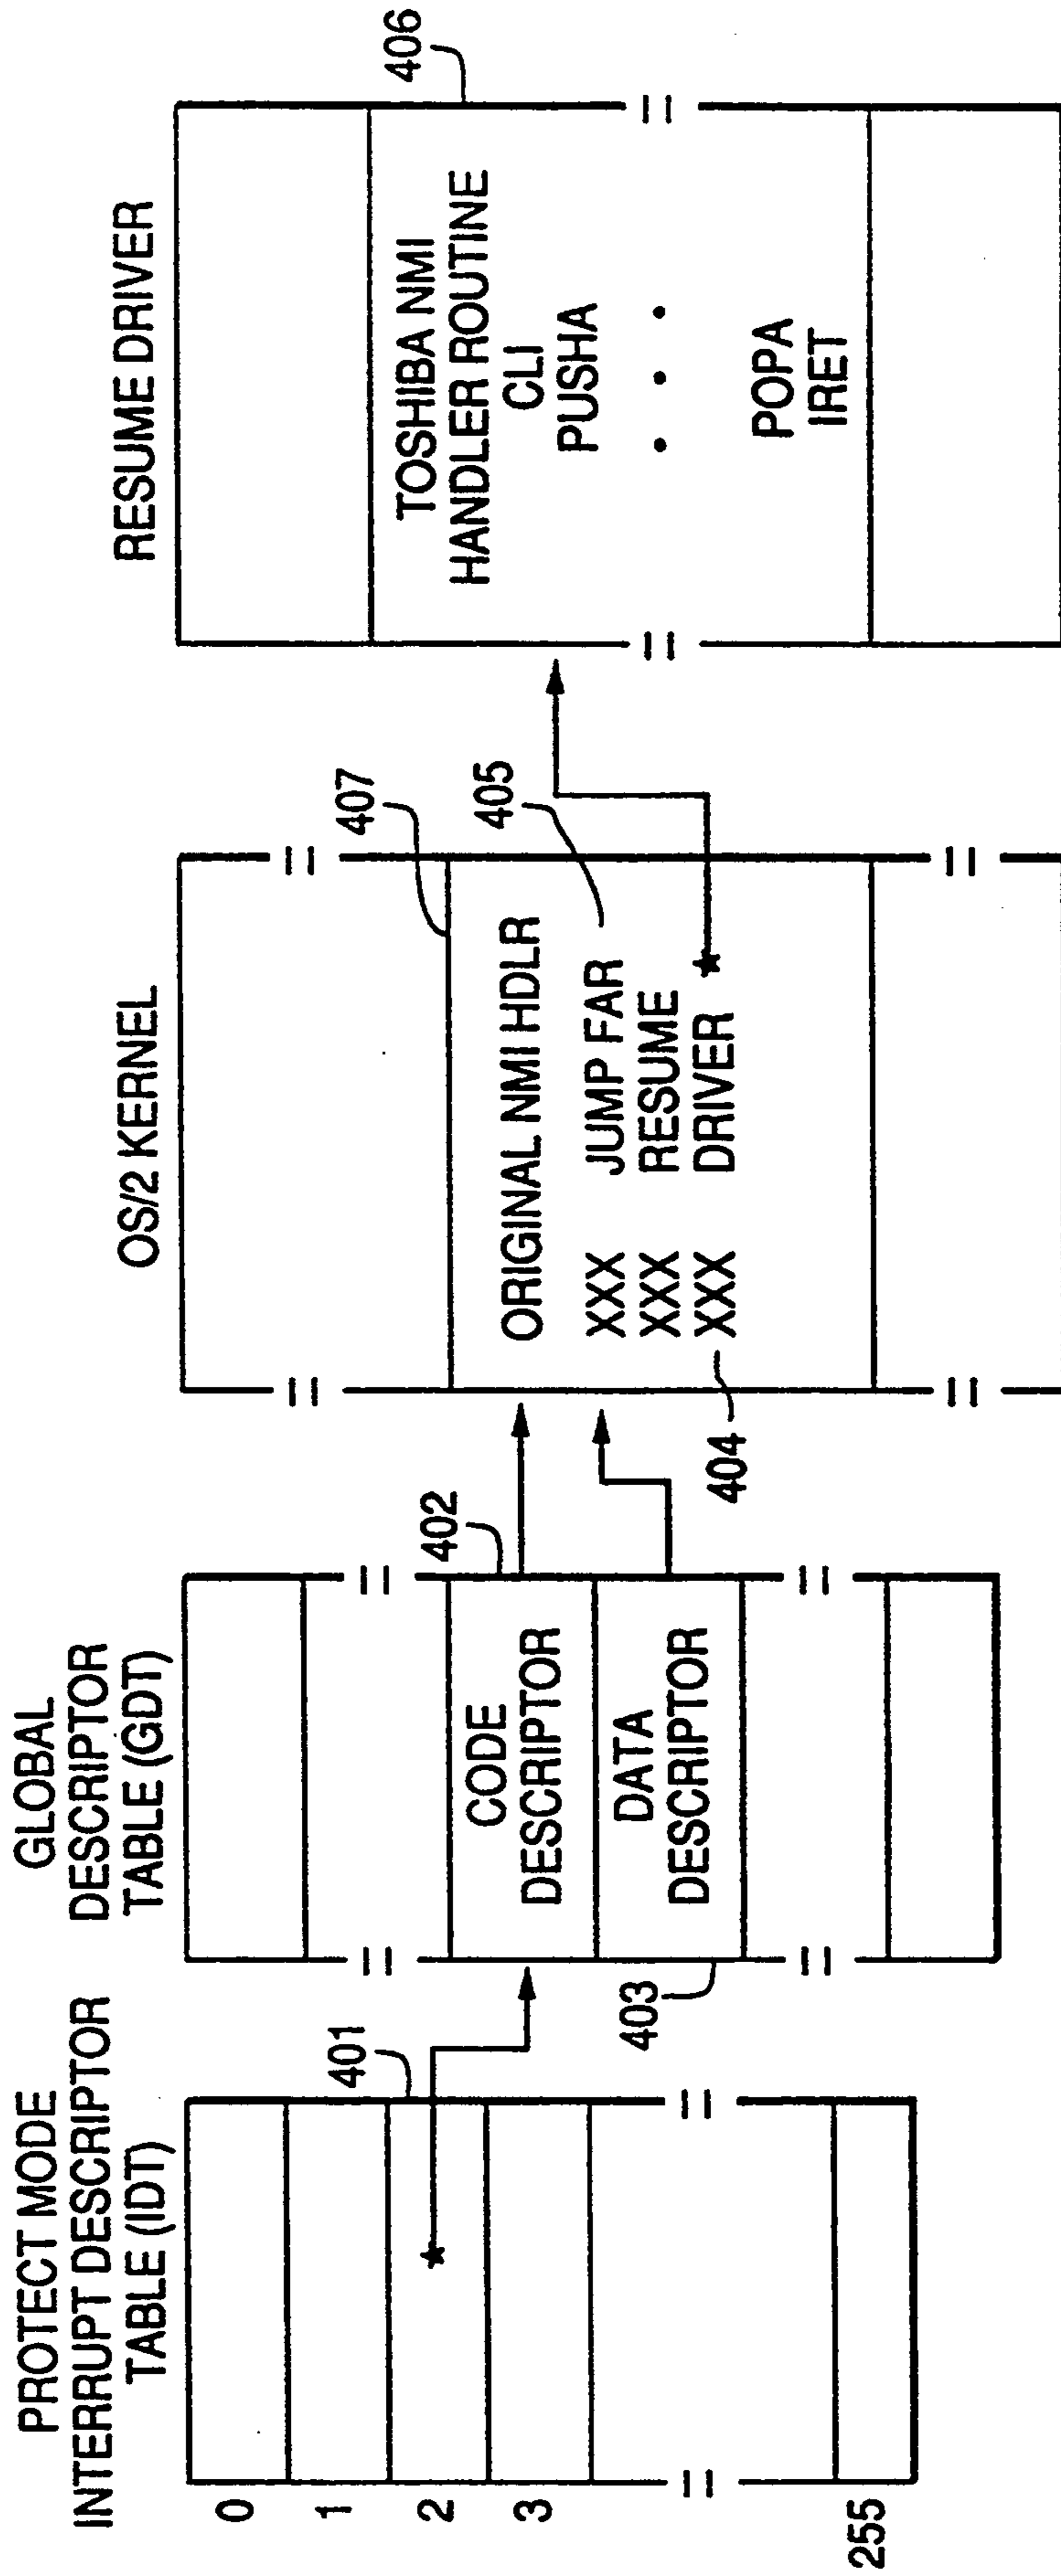 PROTECT MODE
INTERRUPT DESCRIPTOR
TABLE (IDT)
0
1
2
3
255
401
GLOBAL
DESCRIPTOR
TABLE (GDT)
CODE
DESCRIPTOR
DATA
DESCRIPTOR
402
403
OS/2 KERNEL
407
ORIGINAL NMI HDLR
XXX JUMP FAR
XXX RESUME
XXX DRIVER
404
405
RESUME DRIVER
TOSHIBA NMI
HANDLER ROUTINE
CLI
PUSHA
• • •
POPA
IRET
406